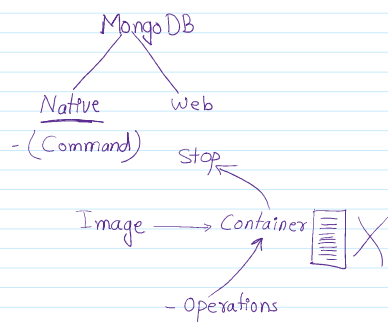 MongoDB
Native Web
- (Command)
Stop
Image Container
- Operations